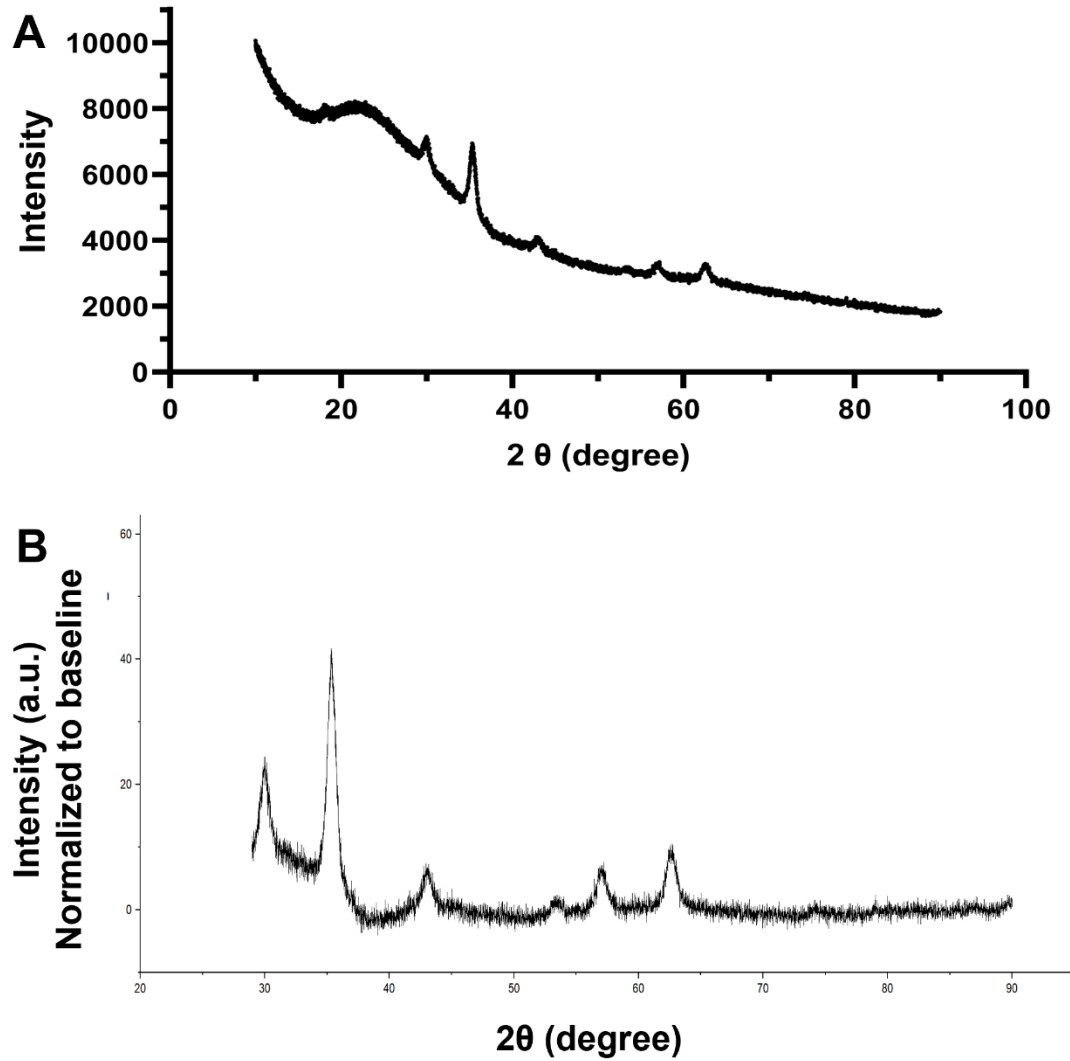 A
Intensity
10000
8000
6000
4000
2000
0
0 20 40 60 80 100
2 θ (degree)
B
Intensity (a.u.)
Normalized to baseline
60
40
20
0
20 30 40 50 60 70 80 90
2θ (degree)